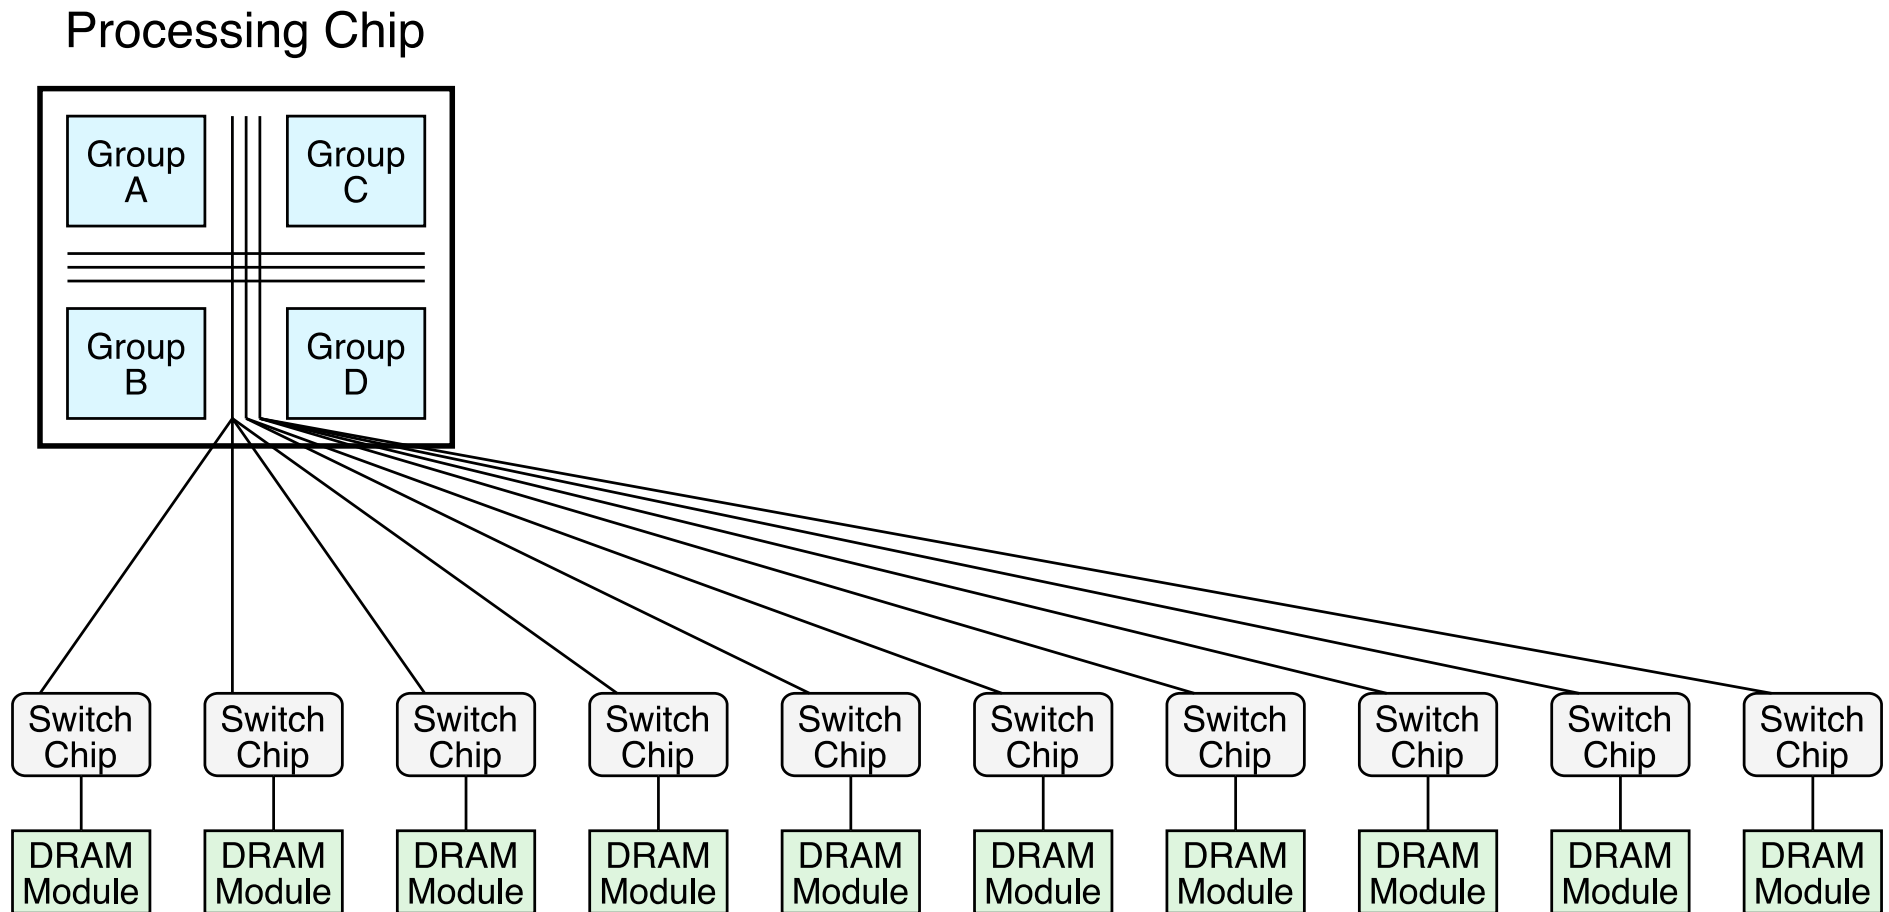 Processing Chip
Group
A
Group
C
Group
B
Group
D
Switch
Chip
Switch
Chip
Switch
Chip
Switch
Chip
Switch
Chip
Switch
Chip
Switch
Chip
Switch
Chip
Switch
Chip
Switch
Chip
DRAM
Module
DRAM
Module
DRAM
Module
DRAM
Module
DRAM
Module
DRAM
Module
DRAM
Module
DRAM
Module
DRAM
Module
DRAM
Module